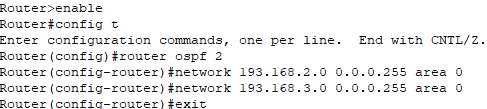 Router>enable
Router#config t
Enter configuration commands, one per line.  End with CNTL/Z.
Router(config)#router ospf 2
Router(config-router)#network 193.168.2.0 0.0.0.255 area 0
Router(config-router)#network 193.168.3.0 0.0.0.255 area 0
Router(config-router)#exit